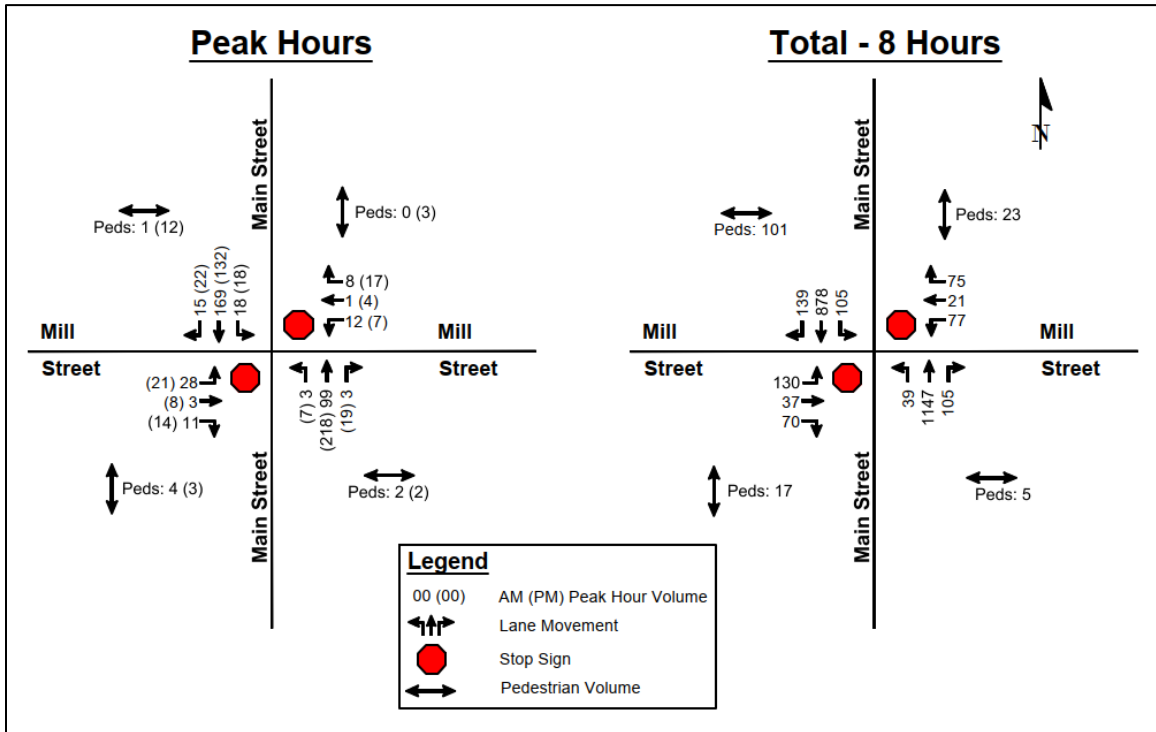 Peak Hours
Main Street
Peds: 1 (12)
Peds: 0 (3)
15 (22)
169 (132)
18 (18)
8 (17)
1 (4)
12 (7)
Mill
Mill
Street
Street
(21) 28
(8) 3
(14) 11
(7) 3
(218) 99
(19) 3
Peds: 4 (3)
Peds: 2 (2)
Main Street
Total - 8 Hours
N
Main Street
Peds: 101
Peds: 23
139
878
105
75
21
77
Mill
Mill
Street
Street
130
37
70
39
1147
105
Peds: 17
Peds: 5
Main Street
Legend
00 (00) AM (PM) Peak Hour Volume
Lane Movement
Stop Sign
Pedestrian Volume